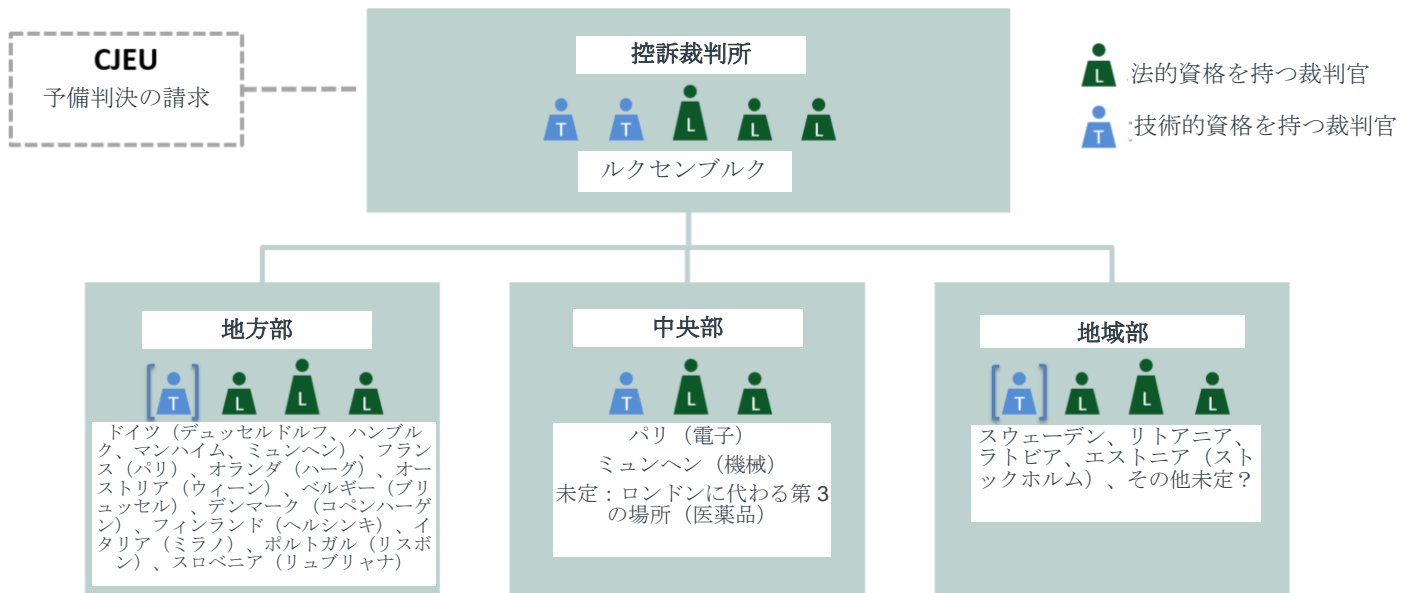 CJEU
予備判決の請求
控訴裁判所
T T L L L
ルクセンブルク
L 法的資格を持つ裁判官
T 技術的資格を持つ裁判官
地方部
[T] L L L
ドイツ（デュッセルドルフ、ハンブル
ク、マンハイム、ミュンヘン）、フラン
ス（パリ）、オランダ（ハーグ）、オー
ストリア（ウィーン）、ベルギー（ブリ
ュッセル）、デンマーク（コペンハーゲ
ン）、フィンランド（ヘルシンキ）、イ
タリア（ミラノ）、ポルトガル（リスボ
ン）、スロベニア（リュブリャナ）
中央部
T L L
パリ（電子）
ミュンヘン（機械）
未定：ロンドンに代わる第 3
の場所（医薬品）
地域部
[T] L L L
スウェーデン、リトアニア、
ラトビア、エストニア（スト
ックホルム）、その他未定？